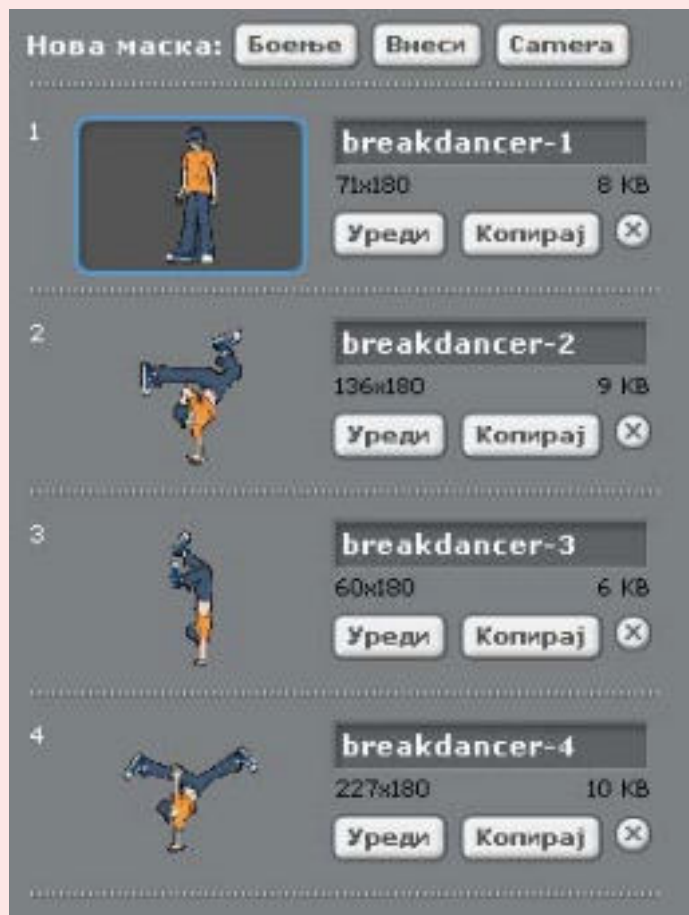 Нова маска: Боење Внеси Camera
1
breakdancer-1
71x180 8 KB
Уреди Копирај
2
breakdancer-2
136x180 9 KB
Уреди Копирај
3
breakdancer-3
60x180 6 KB
Уреди Копирај
4
breakdancer-4
227x180 10 KB
Уреди Копирај